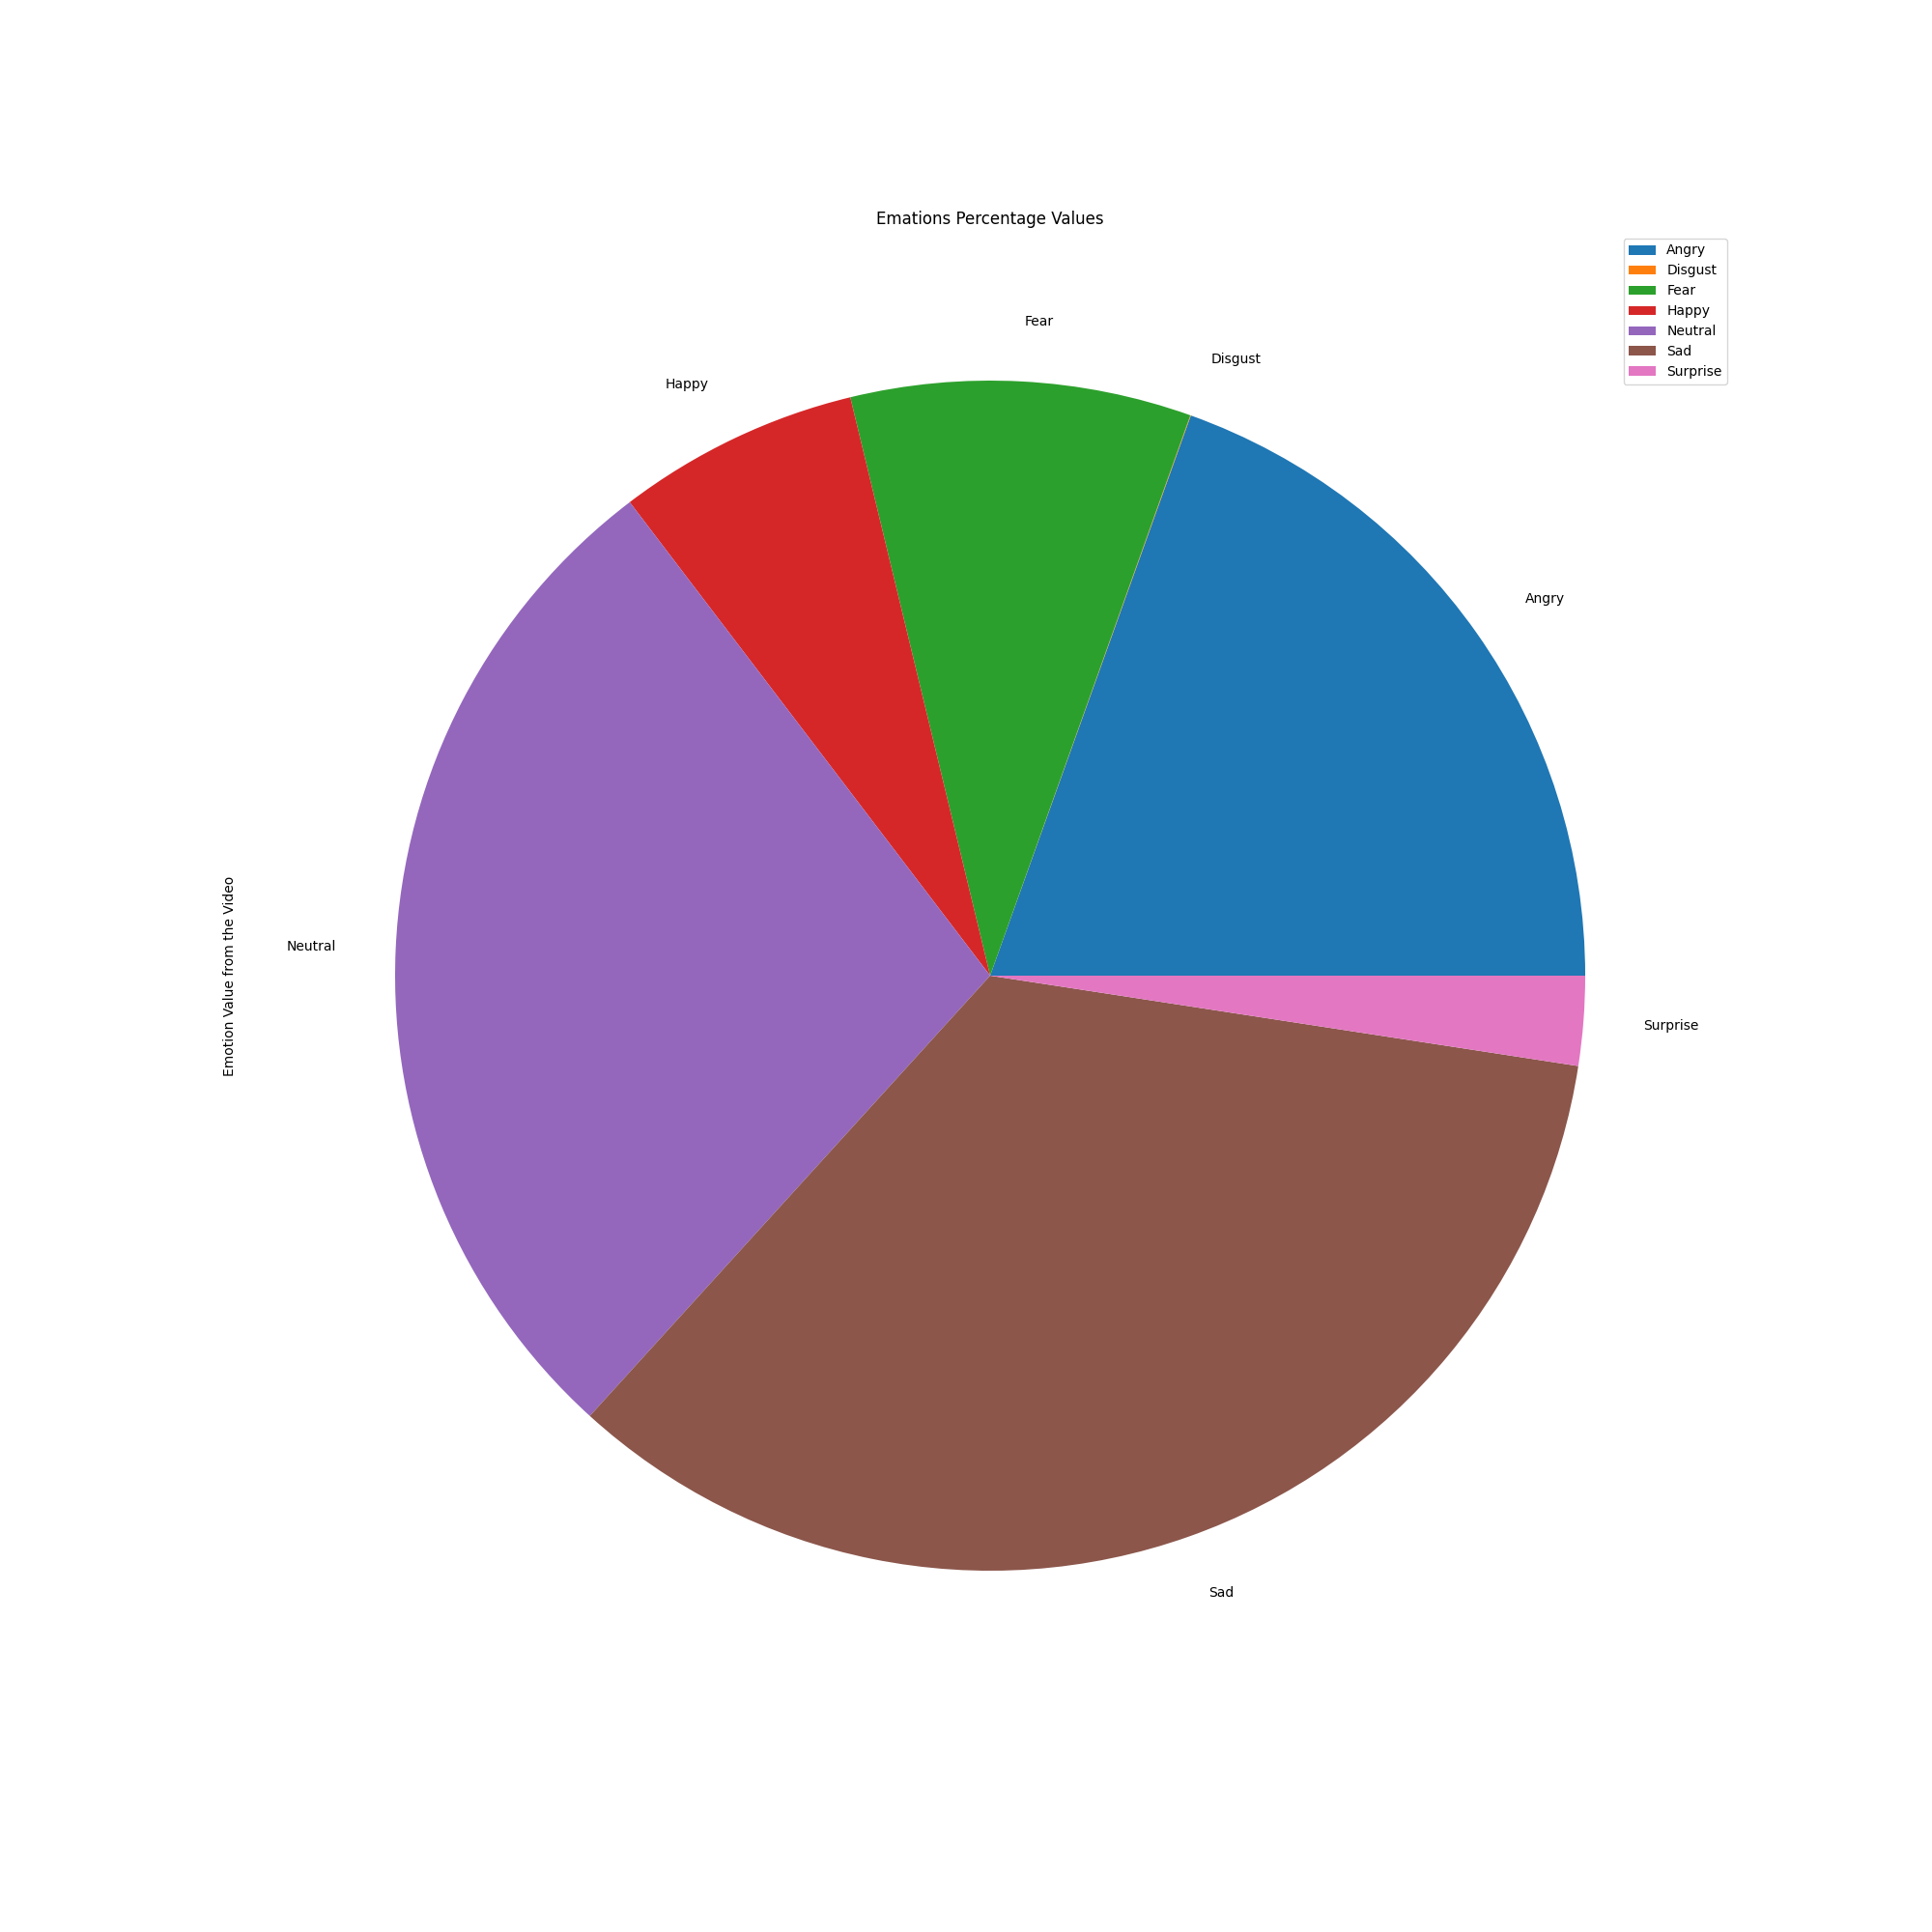 Emations Percentage Values
Angry
Disgust
Fear
Happy
Neutral
Sad
Surprise
Fear
Disgust
Happy
Angry
Neutral
Emotion Value from the Video
Surprise
Sad